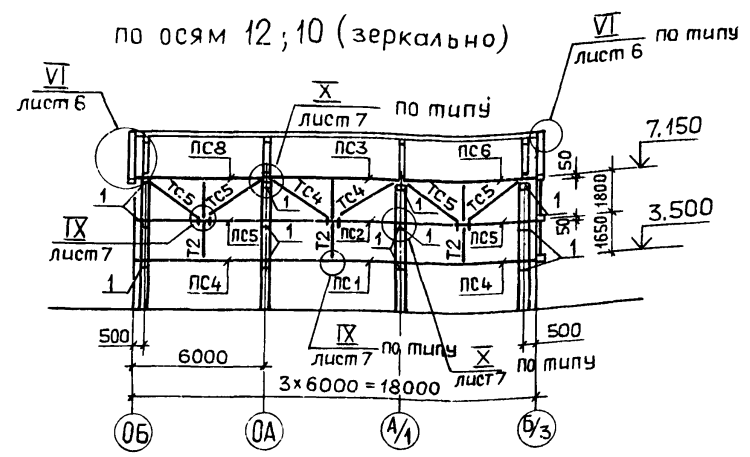 по осям 12;10 (зеркально)
VI
лист 6
по типу
VI
лист 6
X
лист 7
по типу
7.150
ПС8
ПС3
ПС6
50
ТС5
ТС5
ТС4
ТС4
ТС5
ТС5
1
1
1
1
1800
IX
лист 7
ПС5
1
ПС2
1
ПС5
50
3.500
1
Т2
Т2
Т2
1
1650
ПС4
ПС1
ПС4
500
IX
лист 7
по типу
X
лист 7
по типу
500
6000
3×6000=18000
ОБ
ОА
А/1
Б/3